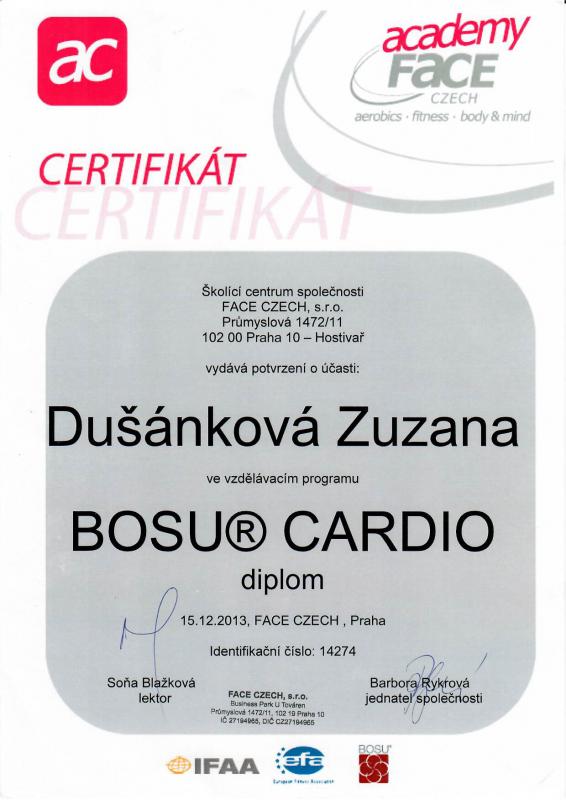 ac
academy
FACE
CZECH
aerobics · fitness · body & mind
CERTIFIKÁT
CERTIFIKÁT
Školící centrum společnosti
FACE CZECH, s.r.o.
Průmyslová 1472/11
102 00 Praha 10 – Hostivař
vydává potvrzení o účasti:
Dušánková Zuzana
ve vzdělávacím programu
BOSU® CARDIO
diplom
15.12.2013, FACE CZECH , Praha
Identifikační číslo: 14274
Soňa Blažková
lektor
Barbora Rykrová
jednatel společnosti
FACE CZECH, s.r.o.
Business Park U Továren
Průmyslová 1472/11, 102 19 Praha 10
IČ 27194965, DIČ CZ27194965
IFAA
efa
European Fitness Association
BOSU®